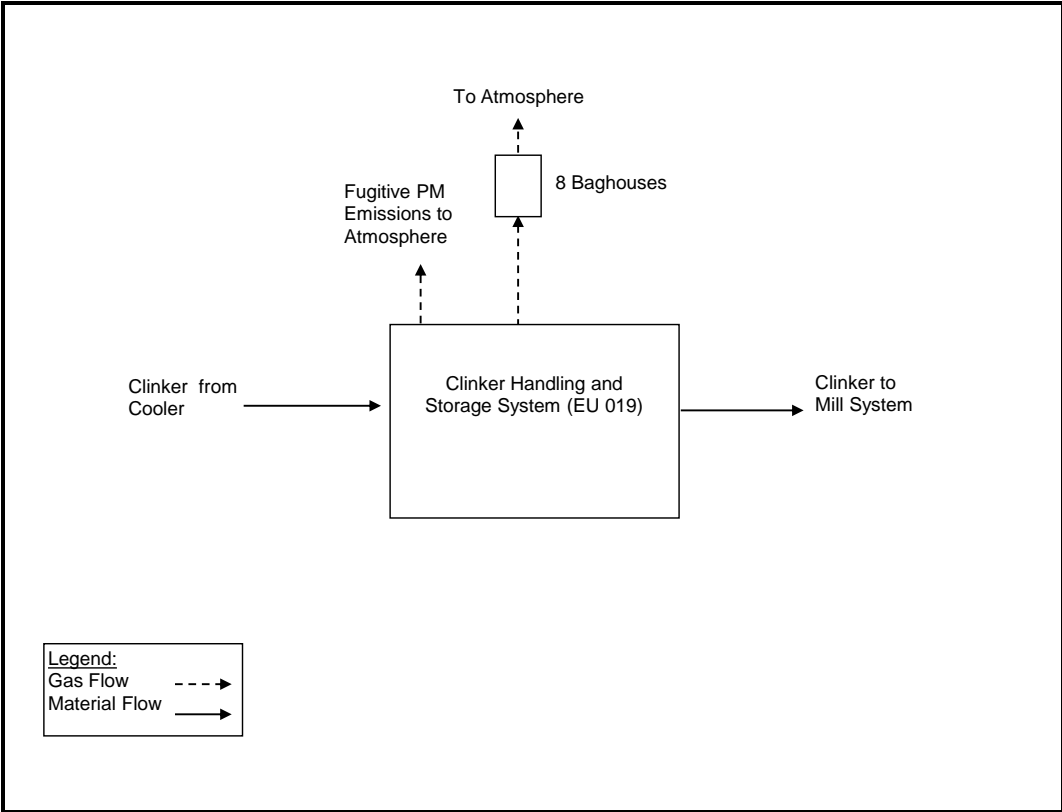 To Atmosphere
8 Baghouses
Fugitive PM
Emissions to
Atmosphere
Clinker from
Cooler
Clinker Handling and
Storage System (EU 019)
Clinker to
Mill System
Legend:
Gas Flow
Material Flow